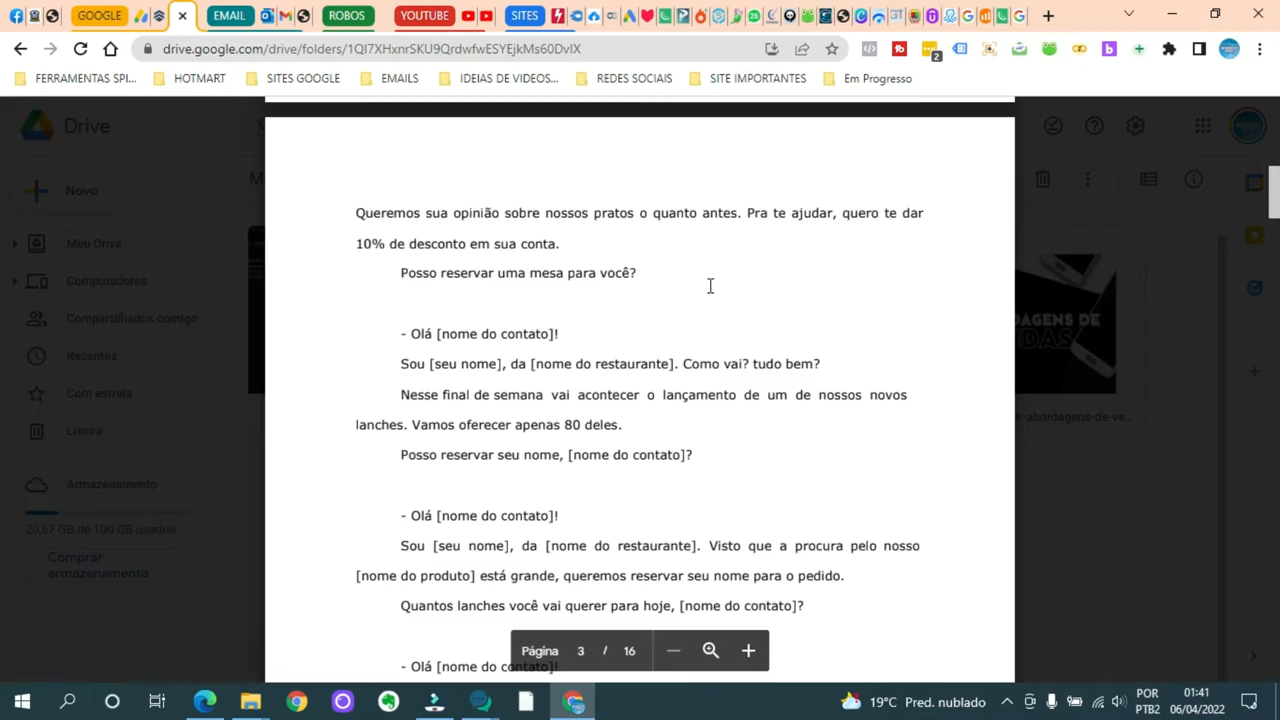 GOOGLE
EMAIL
ROBOS
YOUTUBE
SITES
drive.google.com/drive/folders/1QI7XHxnrSKU9QrdwfwESYEjkMs60DvIX
2
FERRAMENTAS SPI...
HOTMART
SITES GOOGLE
EMAILS
IDEIAS DE VIDEOS...
REDES SOCIAIS
SITE IMPORTANTES
Em Progresso
Drive
Novo
Meu Drive
Computadores
Compartilhados comigo
Recentes
Com estrela
Lixeira
Armazenamento
20,67 GB de 100 GB usados
Comprar
armazenamento
Queremos sua opinião sobre nossos pratos o quanto antes. Pra te ajudar, quero te dar
10% de desconto em sua conta.
Posso reservar uma mesa para você?
- Olá [nome do contato]!
Sou [seu nome], da [nome do restaurante]. Como vai? tudo bem?
Nesse final de semana vai acontecer o lançamento de um de nossos novos
lanches. Vamos oferecer apenas 80 deles.
Posso reservar seu nome, [nome do contato]?
- Olá [nome do contato]!
Sou [seu nome], da [nome do restaurante]. Visto que a procura pelo nosso
[nome do produto] está grande, queremos reservar seu nome para o pedido.
Quantos lanches você vai querer para hoje, [nome do contato]?
- Olá [nome do contato]!
Página 3 / 16
DAGENS DE
IDAS
k-abordagens-de-ve...
19°C Pred. nublado
POR
PTB2
01:41
06/04/2022